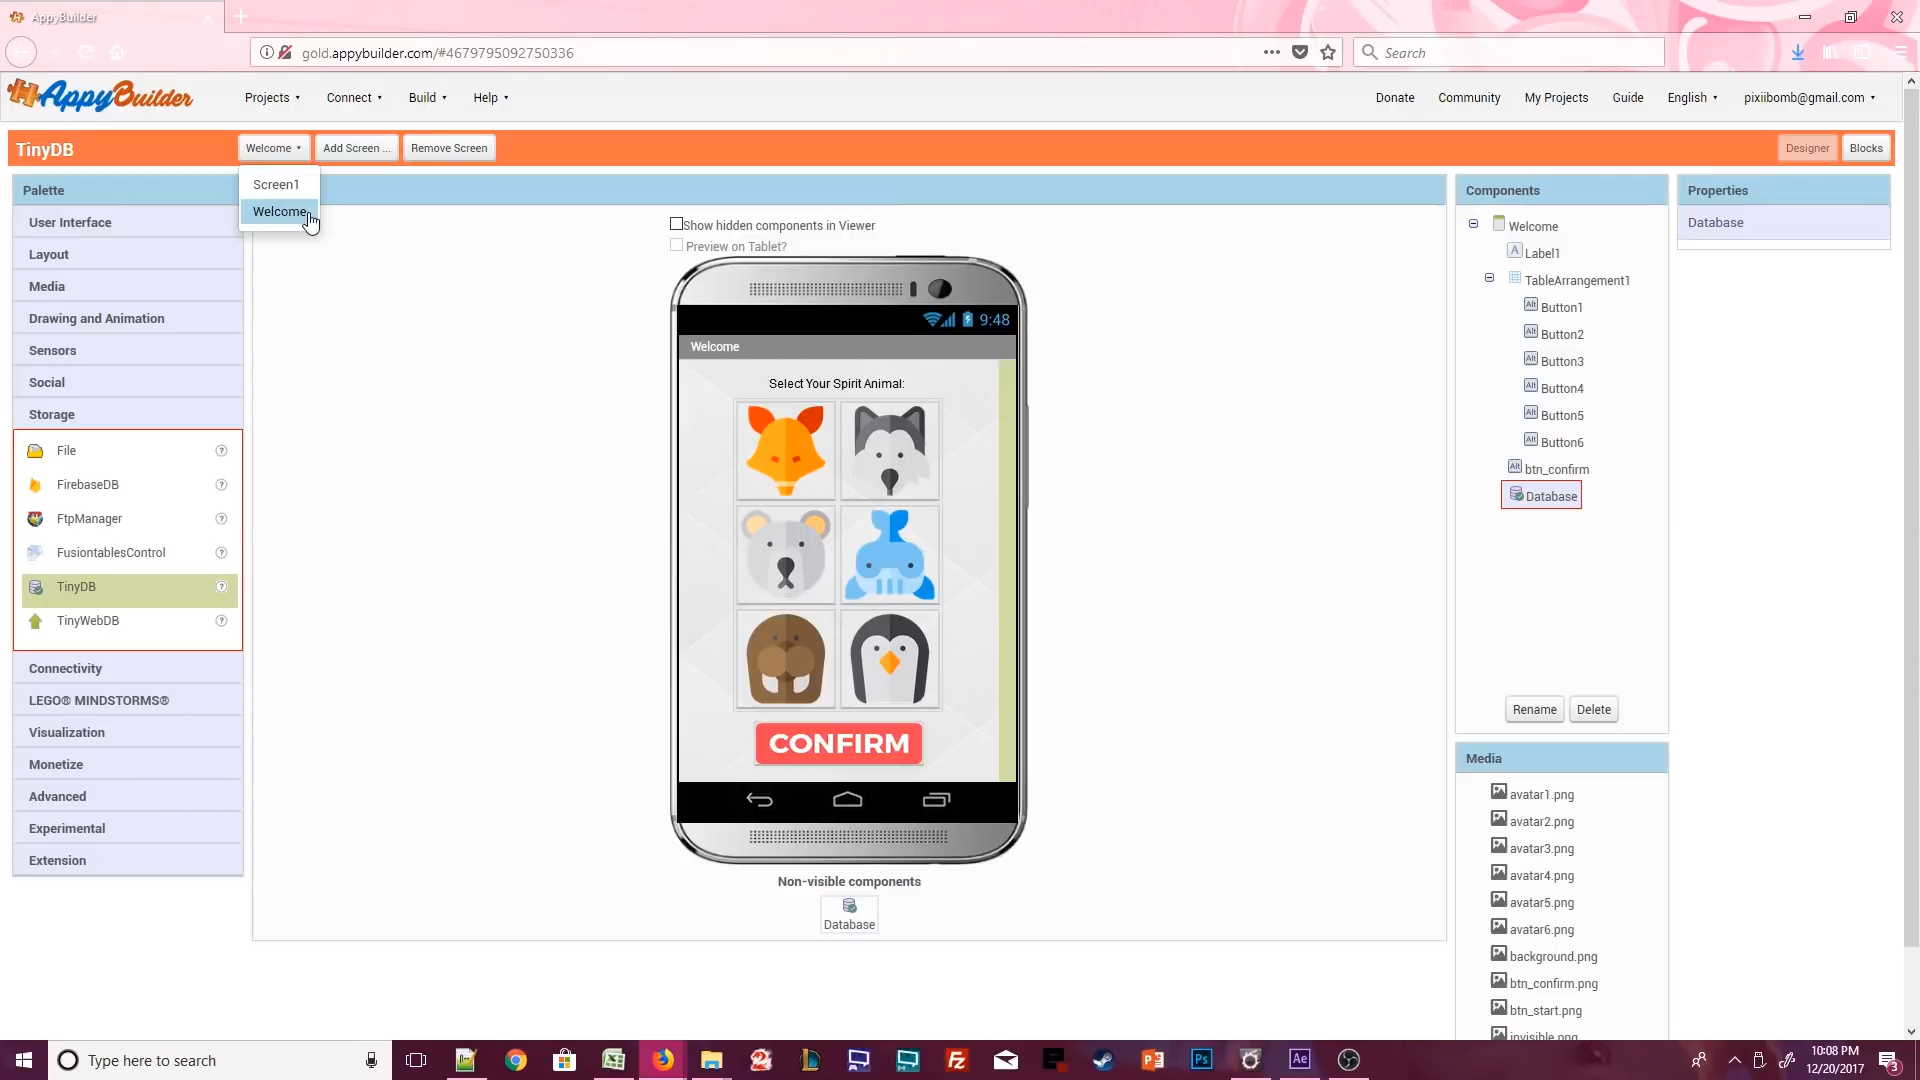 AppyBuilder
gold.appybuilder.com/#4679795092750336
Search
AppyBuilder
Projects
Connect
Build
Help
Donate
Community
My Projects
Guide
English
pixiibomb@gmail.com
TinyDB
Welcome
Add Screen ...
Remove Screen
Designer
Blocks
Screen1
Welcome
Palette
User Interface
Layout
Media
Drawing and Animation
Sensors
Social
Storage
File
FirebaseDB
FtpManager
FusiontablesControl
TinyDB
TinyWebDB
Connectivity
LEGO® MINDSTORMS®
Visualization
Monetize
Advanced
Experimental
Extension
Show hidden components in Viewer
Preview on Tablet?
9:48
Welcome
Select Your Spirit Animal:
CONFIRM
Non-visible components
Database
Components
Welcome
Label1
TableArrangement1
Button1
Button2
Button3
Button4
Button5
Button6
btn_confirm
Database
Rename
Delete
Media
avatar1.png
avatar2.png
avatar3.png
avatar4.png
avatar5.png
avatar6.png
background.png
btn_confirm.png
btn_start.png
invisible.png
Properties
Database
Type here to search
10:08 PM
12/20/2017
3